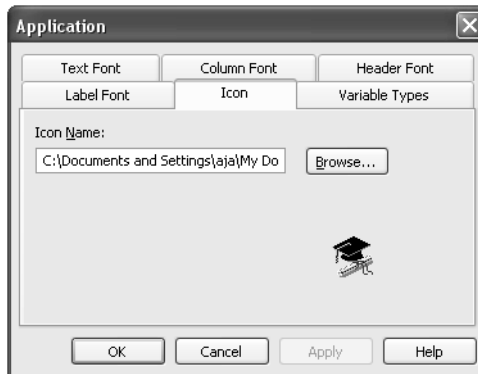 Application
Text Font Column Font Header Font
Label Font Icon Variable Types
Icon Name:
C:\Documents and Settings\aja\My Do Browse...
OK Cancel Apply Help